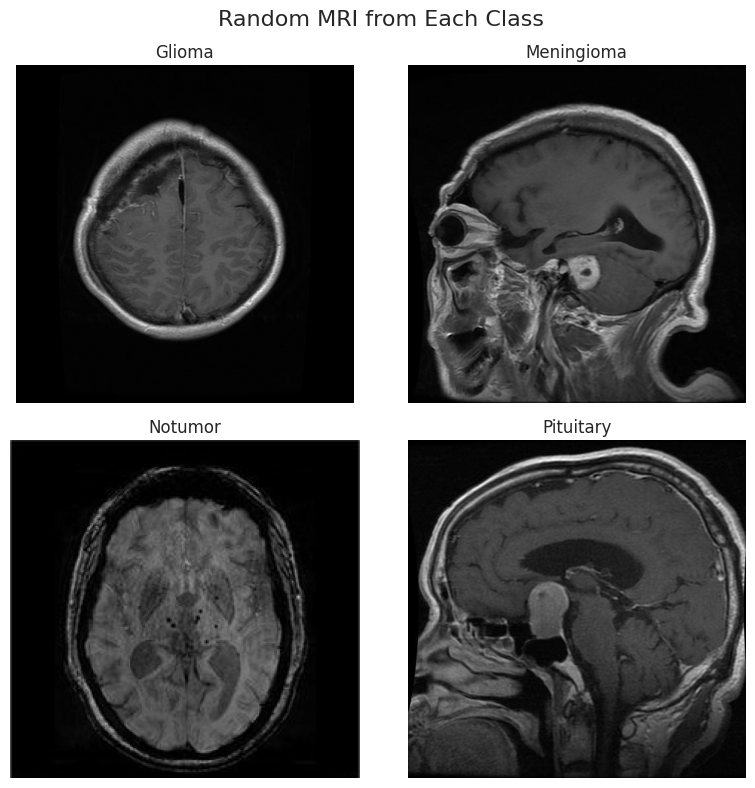 Random MRI from Each Class
Glioma
Meningioma
Notumor
Pituitary